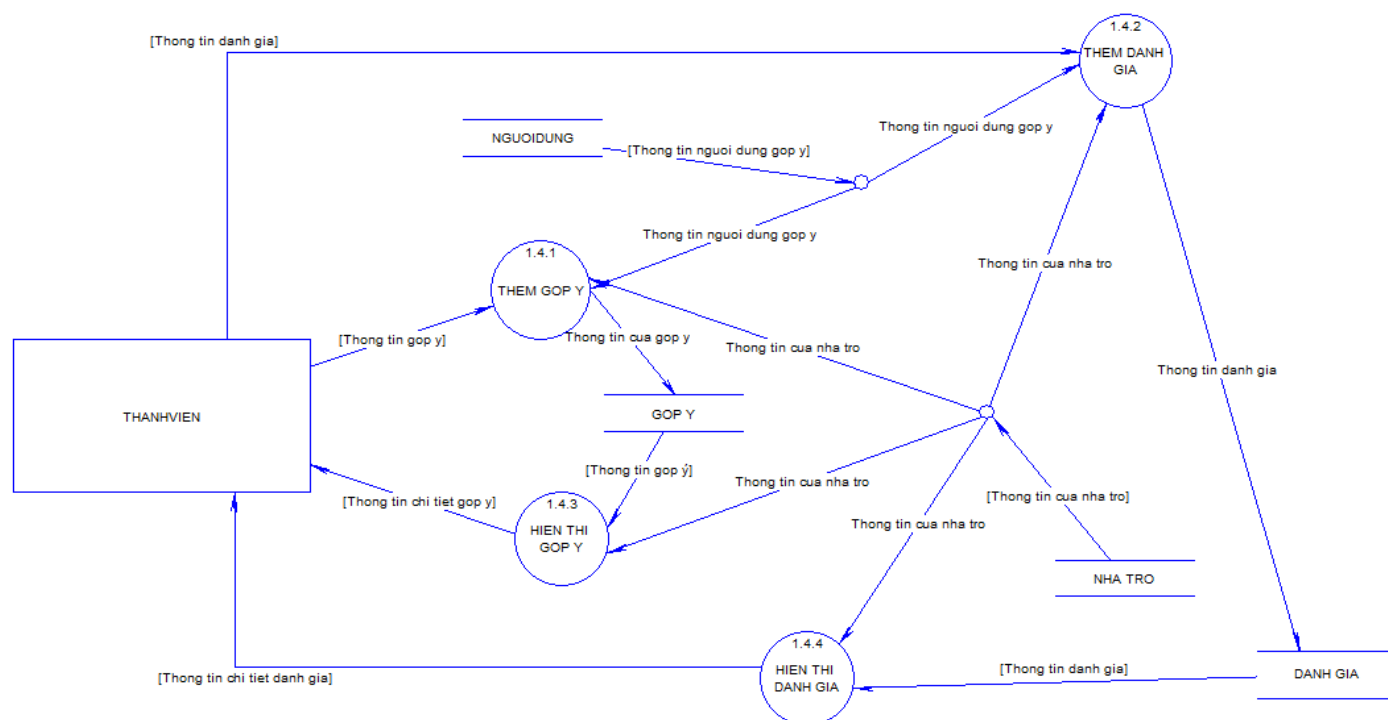 1.4.2
[Thong tin danh gia]
THEM DANH
GIA
Thong tin nguoi dung gop y
NGUOIDUNG
[Thong tin nguoi dung gop y]
Thong tin nguoi dung gop y
1.4.1
Thong tin cua nha tro
THEM GOP Y
[Thong tin gop y]
Thong tin cua gop y
Thong tin cua nha tro
Thong tin danh gia
THANHVIEN
GOP Y
[Thong tin gop ý]
Thong tin cua nha tro
[Thong tin chi tiet gop y]
[Thong tin cua nha tro]
1.4.3
HIEN THI
GOP Y
Thong tin cua nha tro
NHA TRO
1.4.4
HIEN THI
DANH GIA
[Thong tin danh gia]
DANH GIA
[Thong tin chi tiet danh gia]